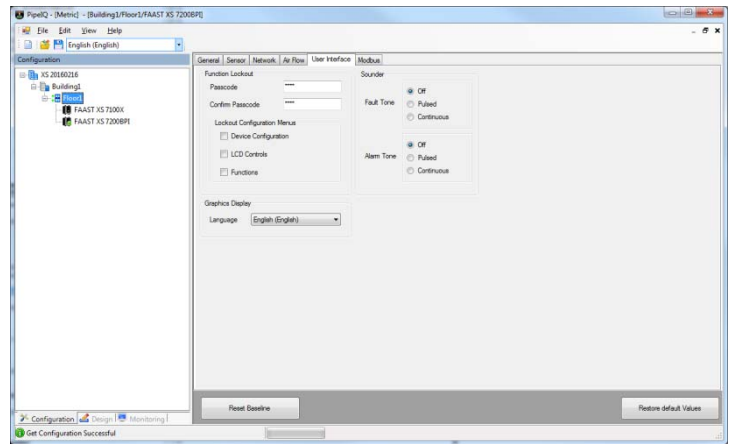 PipeIQ - [Metric] - [Building1/Floor1/FAAST XS 7200BPI]
File Edit View Help
English (English)
Configuration
XS 20160216
Building1
Floor1
FAAST XS 7100X
FAAST XS 7200BPI
General Sensor Network Air Flow User Interface Modbus
Function Lockout
Passcode ****
Confirm Passcode ****
Lockout Configuration Menus
Device Configuration
LCD Controls
Functions
Sounder
Fault Tone
Off
Pulsed
Continuous
Alarm Tone
Off
Pulsed
Continuous
Graphics Display
Language English (English)
Reset Baseline
Restore default Values
Configuration Design Monitoring
Get Configuration Successful